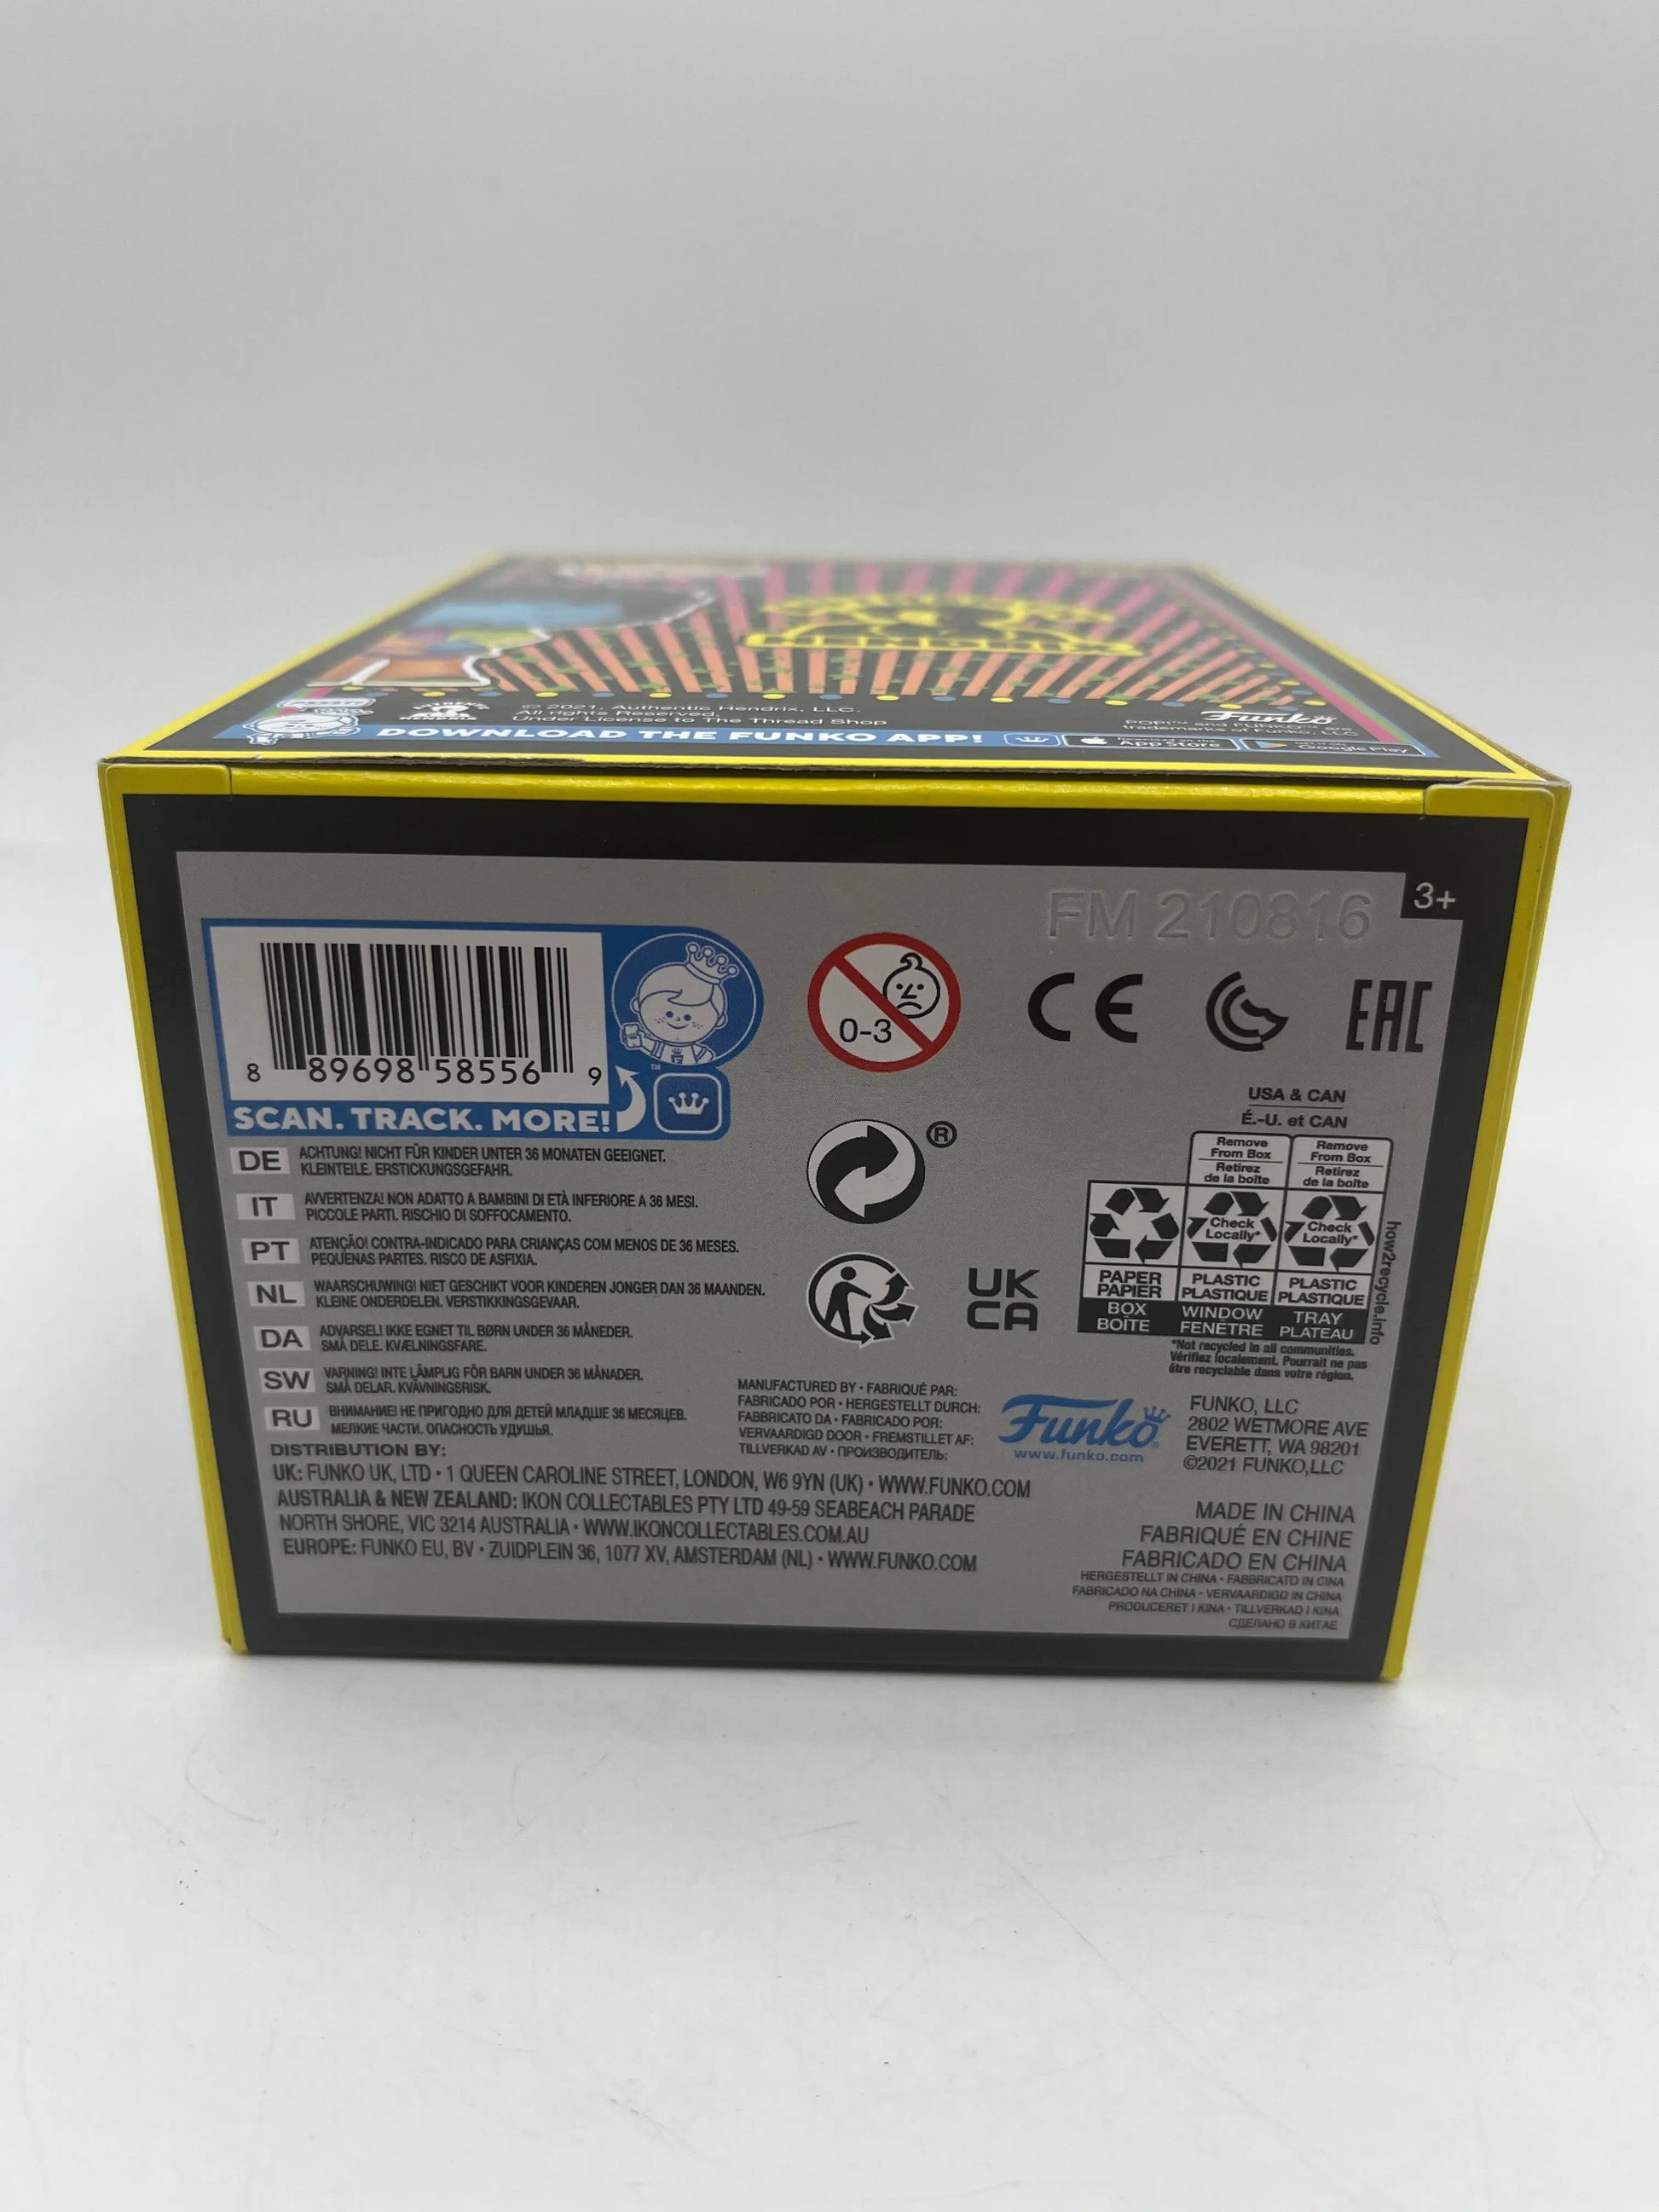 HENDRIX
© 2021, Authentic Hendrix, LLC.
All rights Reserved.
Under License to The Thread Shop
Funko
POP!™ and FUNKO™ are
trademarks of Funko, LLC
DOWNLOAD THE FUNKO APP!
App Store
Google Play
FM 210816
3+
8 89698 58556 9
SCAN. TRACK. MORE!
™
0-3
CE
EAC
®
UK
CA
DE ACHTUNG! NICHT FÜR KINDER UNTER 36 MONATEN GEEIGNET.
KLEINTEILE. ERSTICKUNGSGEFAHR.
IT AVVERTENZA! NON ADATTO A BAMBINI DI ETÀ INFERIORE A 36 MESI.
PICCOLE PARTI. RISCHIO DI SOFFOCAMENTO.
PT ATENÇÃO! CONTRA-INDICADO PARA CRIANÇAS COM MENOS DE 36 MESES.
PEQUENAS PARTES. RISCO DE ASFIXIA.
NL WAARSCHUWING! NIET GESCHIKT VOOR KINDEREN JONGER DAN 36 MAANDEN.
KLEINE ONDERDELEN. VERSTIKKINGSGEVAAR.
DA ADVARSEL! IKKE EGNET TIL BØRN UNDER 36 MÅNEDER.
SMÅ DELE. KVÆLNINGSFARE.
SW VARNING! INTE LÄMPLIG FÖR BARN UNDER 36 MÅNADER.
SMÅ DELAR. KVÄVNINGSRISK.
RU ВНИМАНИЕ! НЕ ПРИГОДНО ДЛЯ ДЕТЕЙ МЛАДШЕ 36 МЕСЯЦЕВ.
МЕЛКИЕ ЧАСТИ. ОПАСНОСТЬ УДУШЬЯ.
USA & CAN
É.-U. et CAN
Remove
From Box
Retirez
de la boîte
Remove
From Box
Retirez
de la boîte
Check
Locally*
Check
Locally*
PAPER
PAPIER
PLASTIC
PLASTIQUE
PLASTIC
PLASTIQUE
BOX
BOÎTE
WINDOW
FENÊTRE
TRAY
PLATEAU
how2recycle.info
*Not recycled in all communities.
Vérifiez localement. Pourrait ne pas
être recyclable dans votre région.
MANUFACTURED BY • FABRIQUÉ PAR:
FABRICADO POR • HERGESTELLT DURCH:
FABBRICATO DA • FABRICADO POR:
VERVAARDIGD DOOR • FREMSTILLET AF:
TILLVERKAD AV • ПРОИЗВОДИТЕЛЬ:
Funko
www.funko.com
FUNKO, LLC
2802 WETMORE AVE
EVERETT, WA 98201
©2021 FUNKO,LLC
DISTRIBUTION BY:
UK: FUNKO UK, LTD • 1 QUEEN CAROLINE STREET, LONDON, W6 9YN (UK) • WWW.FUNKO.COM
AUSTRALIA & NEW ZEALAND: IKON COLLECTABLES PTY LTD 49-59 SEABEACH PARADE
NORTH SHORE, VIC 3214 AUSTRALIA • WWW.IKONCOLLECTABLES.COM.AU
EUROPE: FUNKO EU, BV • ZUIDPLEIN 36, 1077 XV, AMSTERDAM (NL) • WWW.FUNKO.COM
MADE IN CHINA
FABRIQUÉ EN CHINE
FABRICADO EN CHINA
HERGESTELLT IN CHINA • FABBRICATO IN CINA
FABRICADO NA CHINA • VERVAARDIGD IN CHINA
PRODUCERET I KINA • TILLVERKAD I KINA
СДЕЛАНО В КИТАЕ